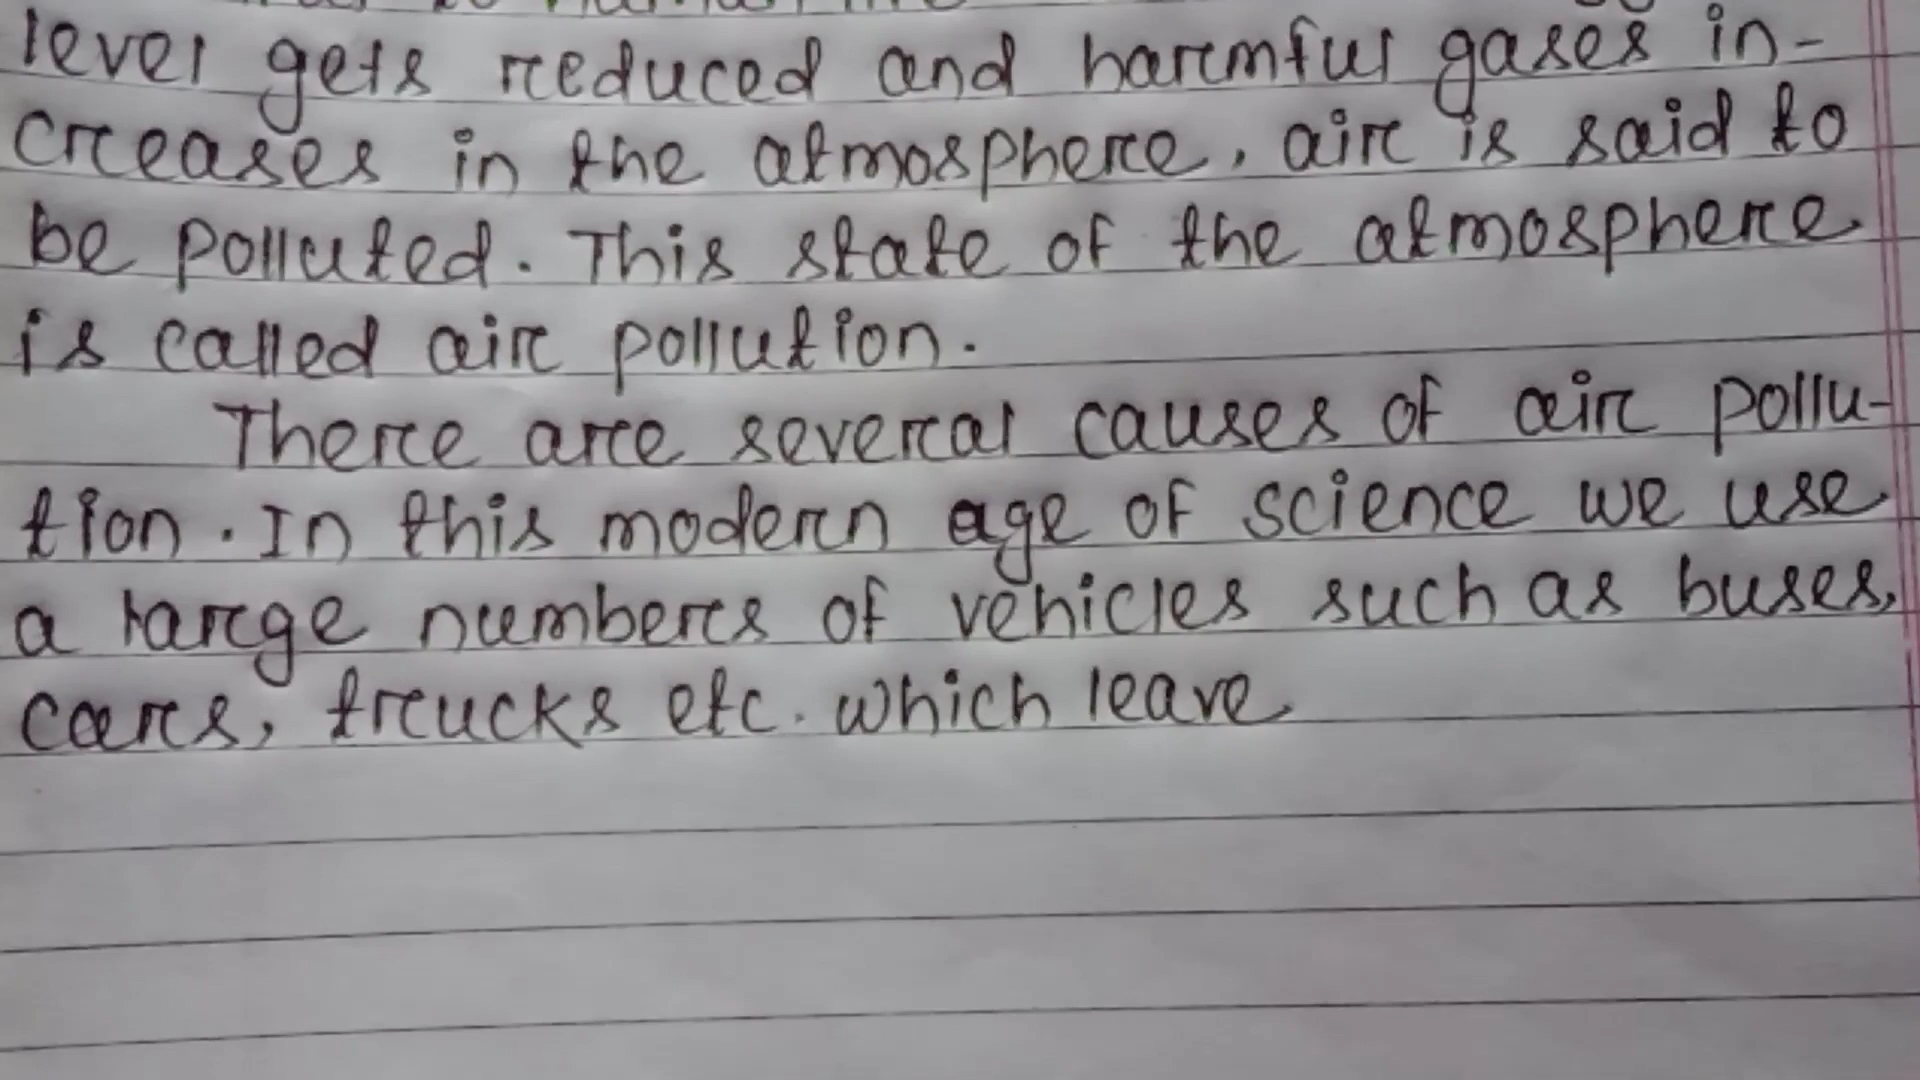 level gets reduced and harmful gases in-
creases in the atmosphere, air is said to
be polluted. This state of the atmosphere
is called air pollution.
There are several causes of air pollu-
tion. In this modern age of science we use
a large numbers of vehicles such as buses,
cars, trucks etc. which leave